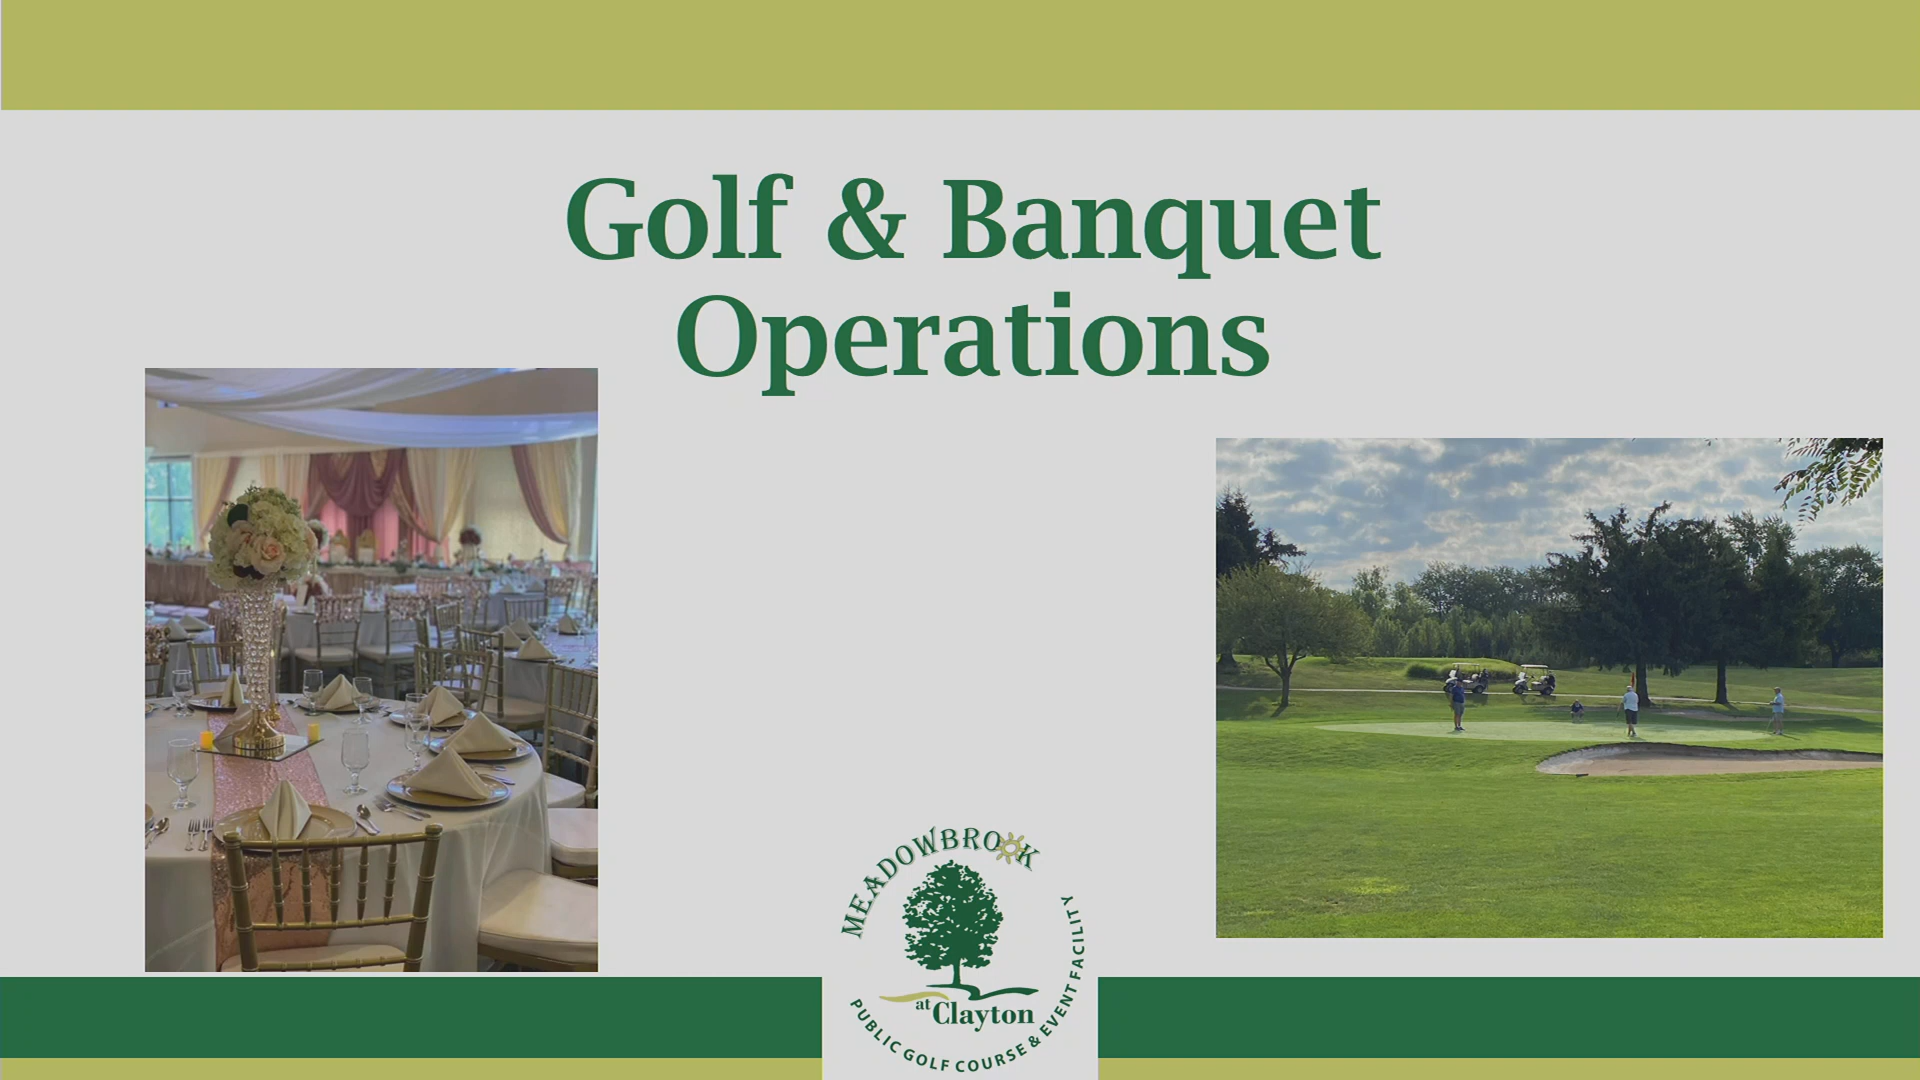 Golf & Banquet
Operations
MEADOWBROOK
at Clayton
PUBLIC GOLF COURSE & EVENT FACILITY